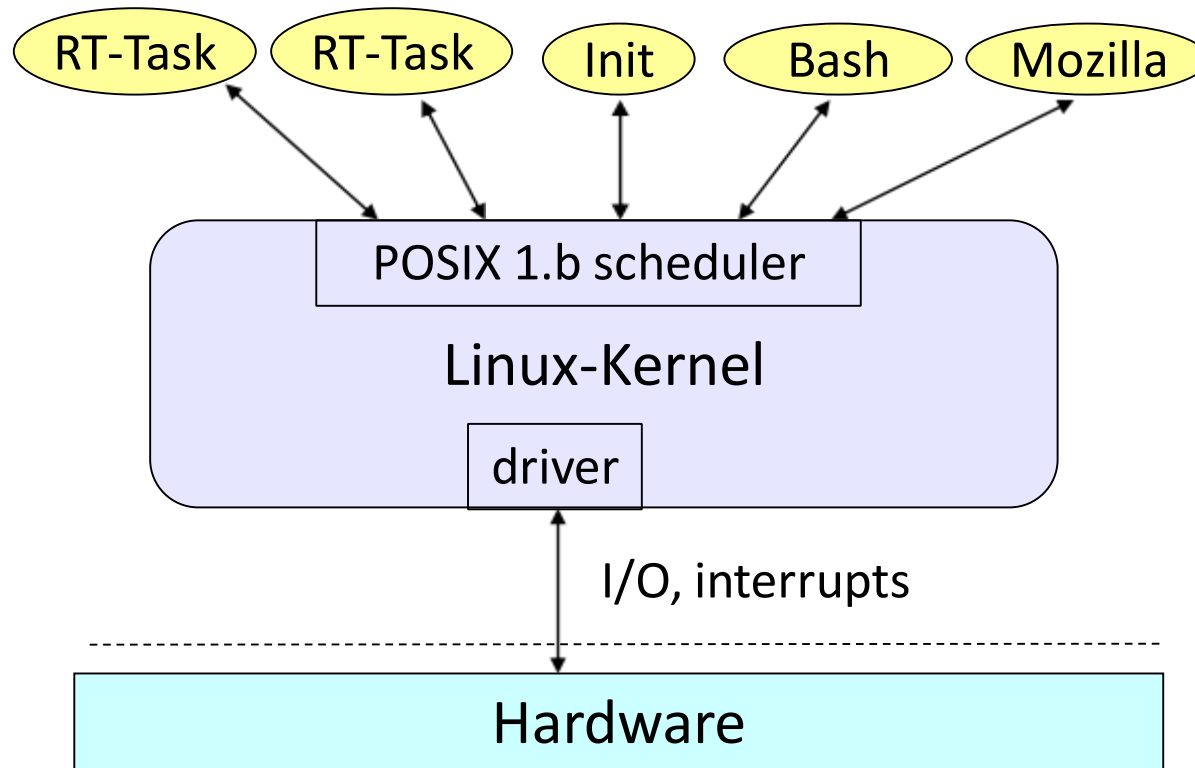 RT-Task
RT-Task
Init
Bash
Mozilla
POSIX 1.b scheduler
Linux-Kernel
driver
I/O, interrupts
Hardware